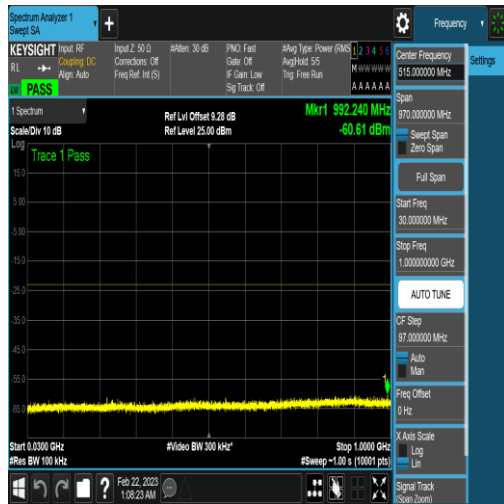 Spectrum Analyzer 1
Swept SA
Frequency
KEYSIGHT
Input: RF
Input Z: 50 Ω
#Atten: 30 dB
PNO: Fast
#Avg Type: Power (RMS
1 2 3 4 5 6
RL
Coupling: DC
Corrections: Off
Gate: Off
Avg|Hold: 5/5
M W W W W W
Align: Auto
Freq Ref: Int (S)
IF Gain: Low
Trig: Free Run
Sig Track: Off
A A A A A A
PASS
1 Spectrum
Ref Lvl Offset 9.28 dB
Mkr1 992.240 MHz
Scale/Div 10 dB
Ref Level 25.00 dBm
-60.61 dBm
Log
Trace 1 Pass
15.0
5.00
-5.00
-15.0
-25.0
-35.0
-45.0
-55.0
-65.0
Start 0.0300 GHz
#Video BW 300 kHz*
Stop 1.0000 GHz
#Res BW 100 kHz
#Sweep ~1.00 s (10001 pts)
Center Frequency
515.000000 MHz
Settings
Span
970.000000 MHz
Swept Span
Zero Span
Full Span
Start Freq
30.000000 MHz
Stop Freq
1.000000000 GHz
AUTO TUNE
CF Step
97.000000 MHz
Auto
Man
Freq Offset
0 Hz
X Axis Scale
Log
Lin
Signal Track
(Span Zoom)
Feb 22, 2023
1:08:23 AM